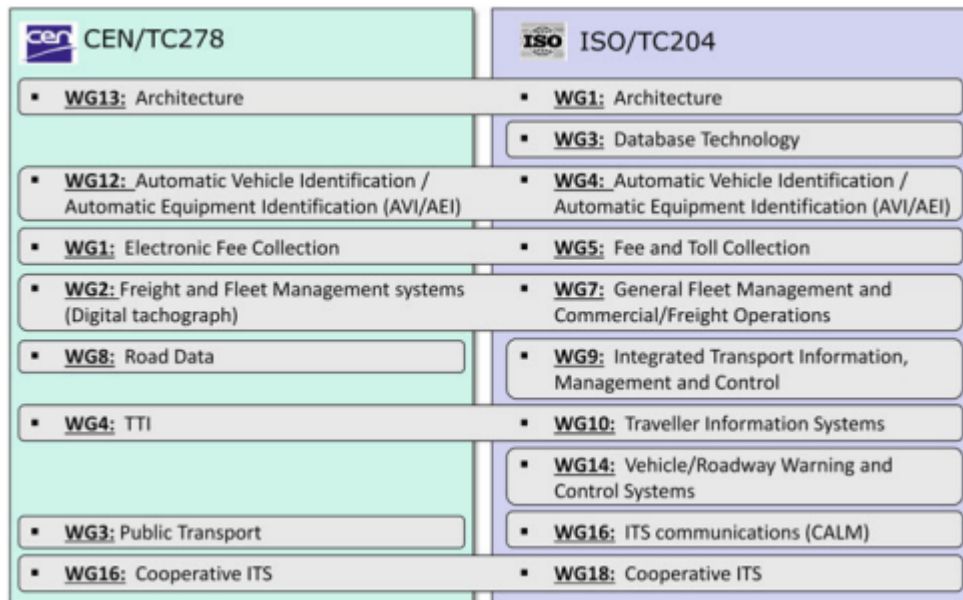 cen CEN/TC278
ISO ISO/TC204
▪ WG13: Architecture
▪ WG1: Architecture
▪ WG3: Database Technology
▪ WG12: Automatic Vehicle Identification /
Automatic Equipment Identification (AVI/AEI)
▪ WG4: Automatic Vehicle Identification /
Automatic Equipment Identification (AVI/AEI)
▪ WG1: Electronic Fee Collection
▪ WG5: Fee and Toll Collection
▪ WG2: Freight and Fleet Management systems
(Digital tachograph)
▪ WG7: General Fleet Management and
Commercial/Freight Operations
▪ WG8: Road Data
▪ WG9: Integrated Transport Information,
Management and Control
▪ WG4: TTI
▪ WG10: Traveller Information Systems
▪ WG14: Vehicle/Roadway Warning and
Control Systems
▪ WG3: Public Transport
▪ WG16: ITS communications (CALM)
▪ WG16: Cooperative ITS
▪ WG18: Cooperative ITS